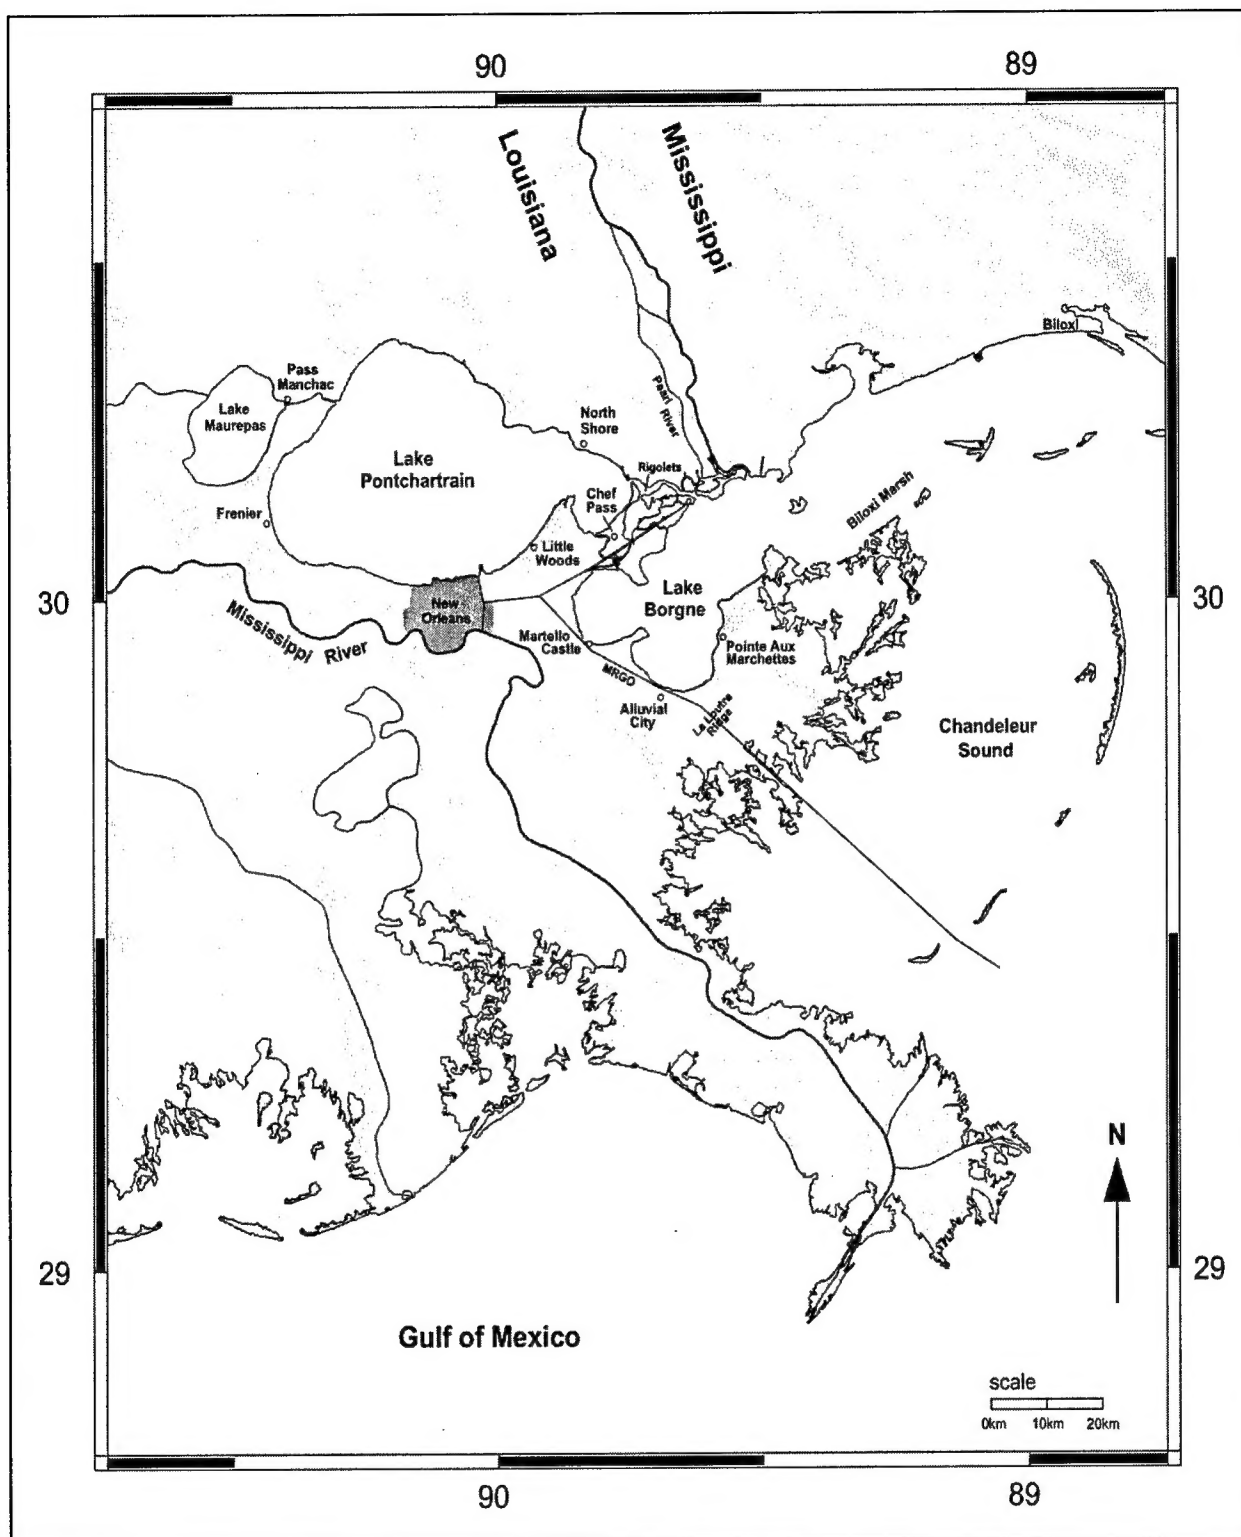 90
89
Louisiana
Mississippi
Biloxi
Pass
Manchac
Lake
Maurepas
North
Shore
Pearl River
Lake
Pontchartrain
Rigolets
Chef
Pass
Biloxi Marsh
Frenier
Little
Woods
30
New
Orleans
Lake
Borgne
30
Mississippi River
Martello
Castle
Pointe Aux
Marchettes
MRGO
Alluvial
City
La Loutre
Ridge
Chandeleur
Sound
N
29
29
Gulf of Mexico
scale
0km
10km
20km
90
89